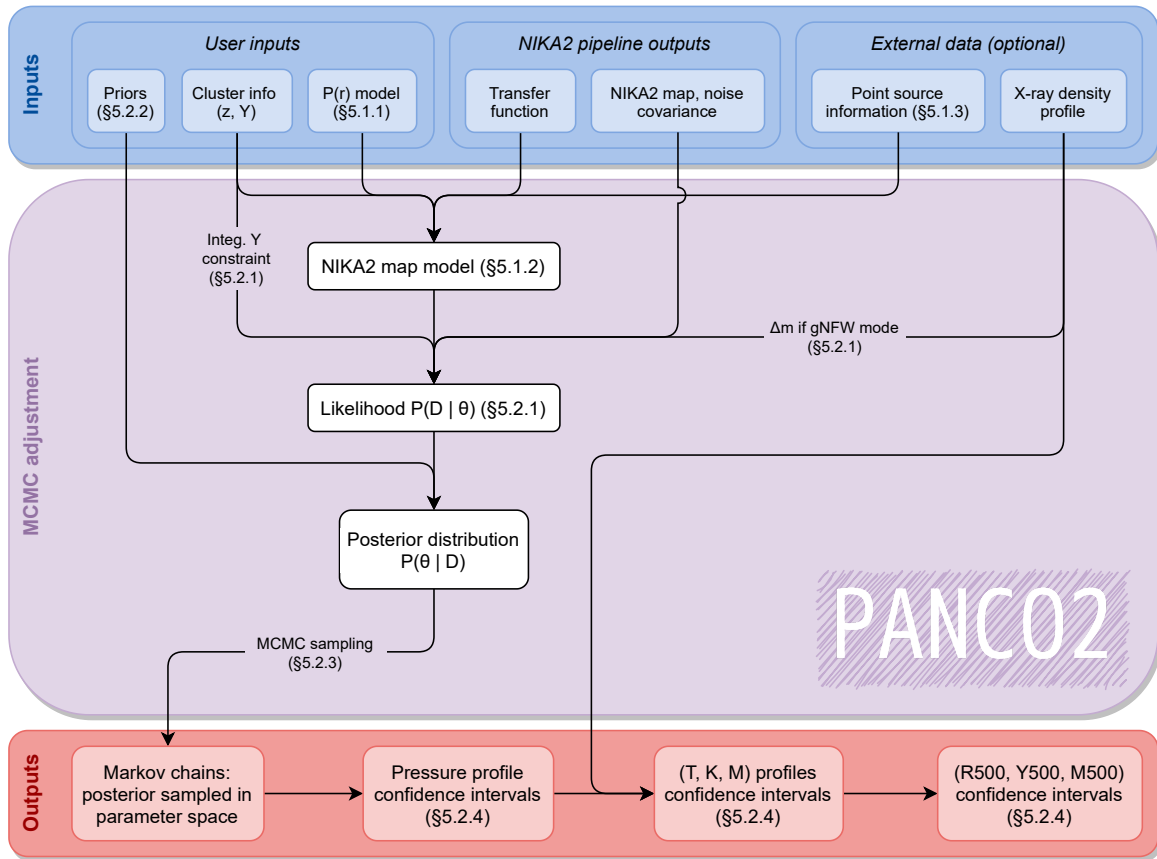 Inputs
User inputs
Priors
(§5.2.2)
Cluster info
(z, Y)
P(r) model
(§5.1.1)
NIKA2 pipeline outputs
Transfer
function
NIKA2 map, noise
covariance
External data (optional)
Point source
information (§5.1.3)
X-ray density
profile
MCMC adjustment
Integ. Y
constraint
(§5.2.1)
NIKA2 map model (§5.1.2)
Δm if gNFW mode
(§5.2.1)
Likelihood P(D | θ) (§5.2.1)
Posterior distribution
P(θ | D)
PANCO2
MCMC sampling
(§5.2.3)
Outputs
Markov chains:
posterior sampled in
parameter space
Pressure profile
confidence intervals
(§5.2.4)
(T, K, M) profiles
confidence intervals
(§5.2.4)
(R500, Y500, M500)
confidence intervals
(§5.2.4)